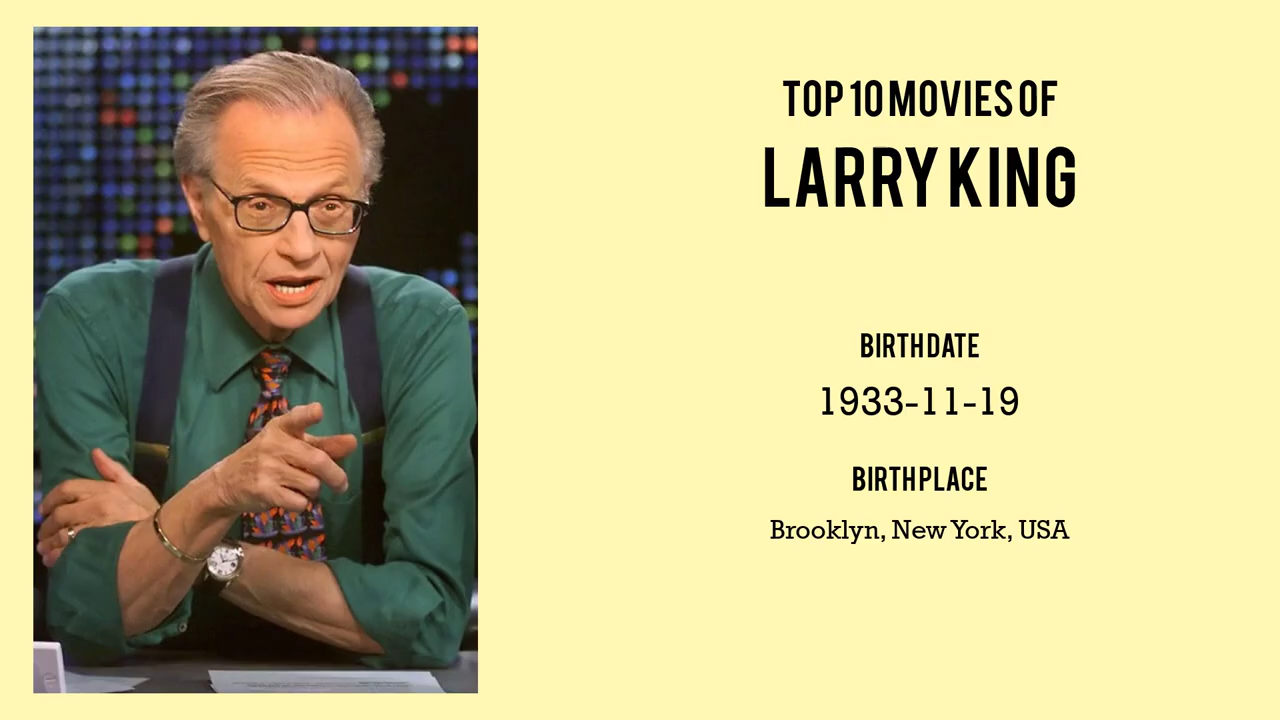 TOP 10 MOVIES OF
LARRY KING
BIRTHDATE
1933-11-19
BIRTHPLACE
Brooklyn, New York, USA